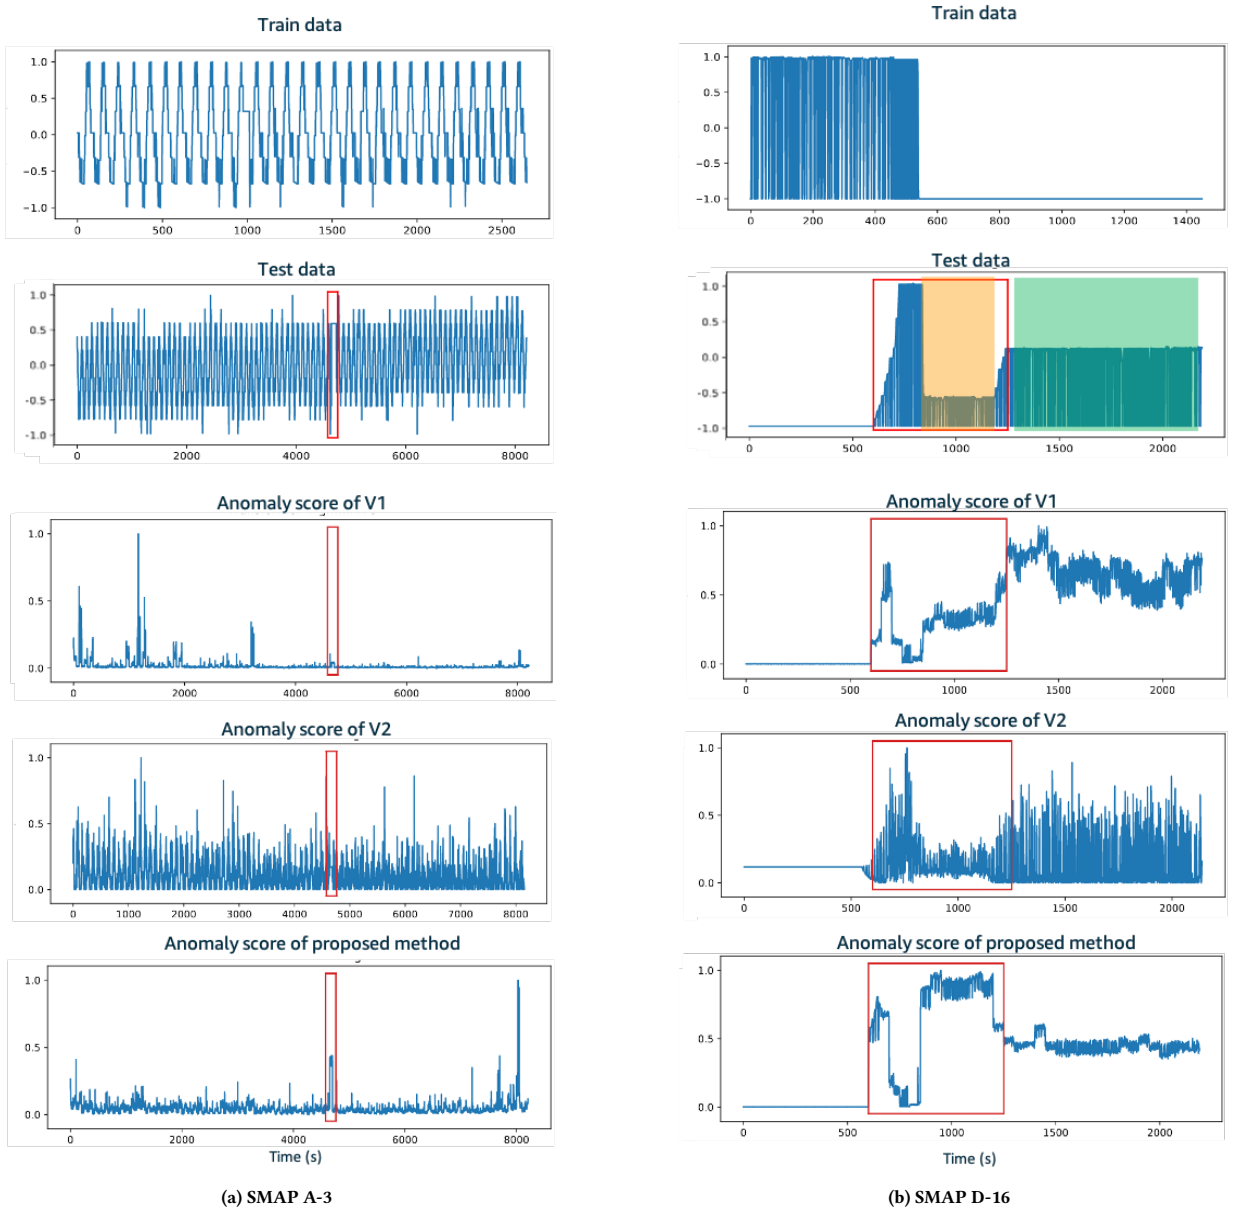 Train data
1.0
0.5
0.0
−0.5
−1.0
0 500 1000 1500 2000 2500
Test data
1.0
0.5
0.0
-0.5
-1.0
0 2000 4000 6000 8000
Anomaly score of V1
1.0
0.5
0.0
0 2000 4000 6000 8000
Anomaly score of V2
1.0
0.5
0.0
0 1000 2000 3000 4000 5000 6000 7000 8000
Anomaly score of proposed method
1.0
0.5
0.0
0 2000 4000 6000 8000
Time (s)
(a) SMAP A-3
Train data
1.0
0.5
0.0
−0.5
−1.0
0 200 400 600 800 1000 1200 1400
Test data
1.0
0.5
0.0
-0.5
-1.0
0 500 1000 1500 2000
Anomaly score of V1
1.0
0.5
0.0
0 500 1000 1500 2000
Anomaly score of V2
1.0
0.5
0.0
0 500 1000 1500 2000
Anomaly score of proposed method
1.0
0.5
0.0
0 500 1000 1500 2000
Time (s)
(b) SMAP D-16